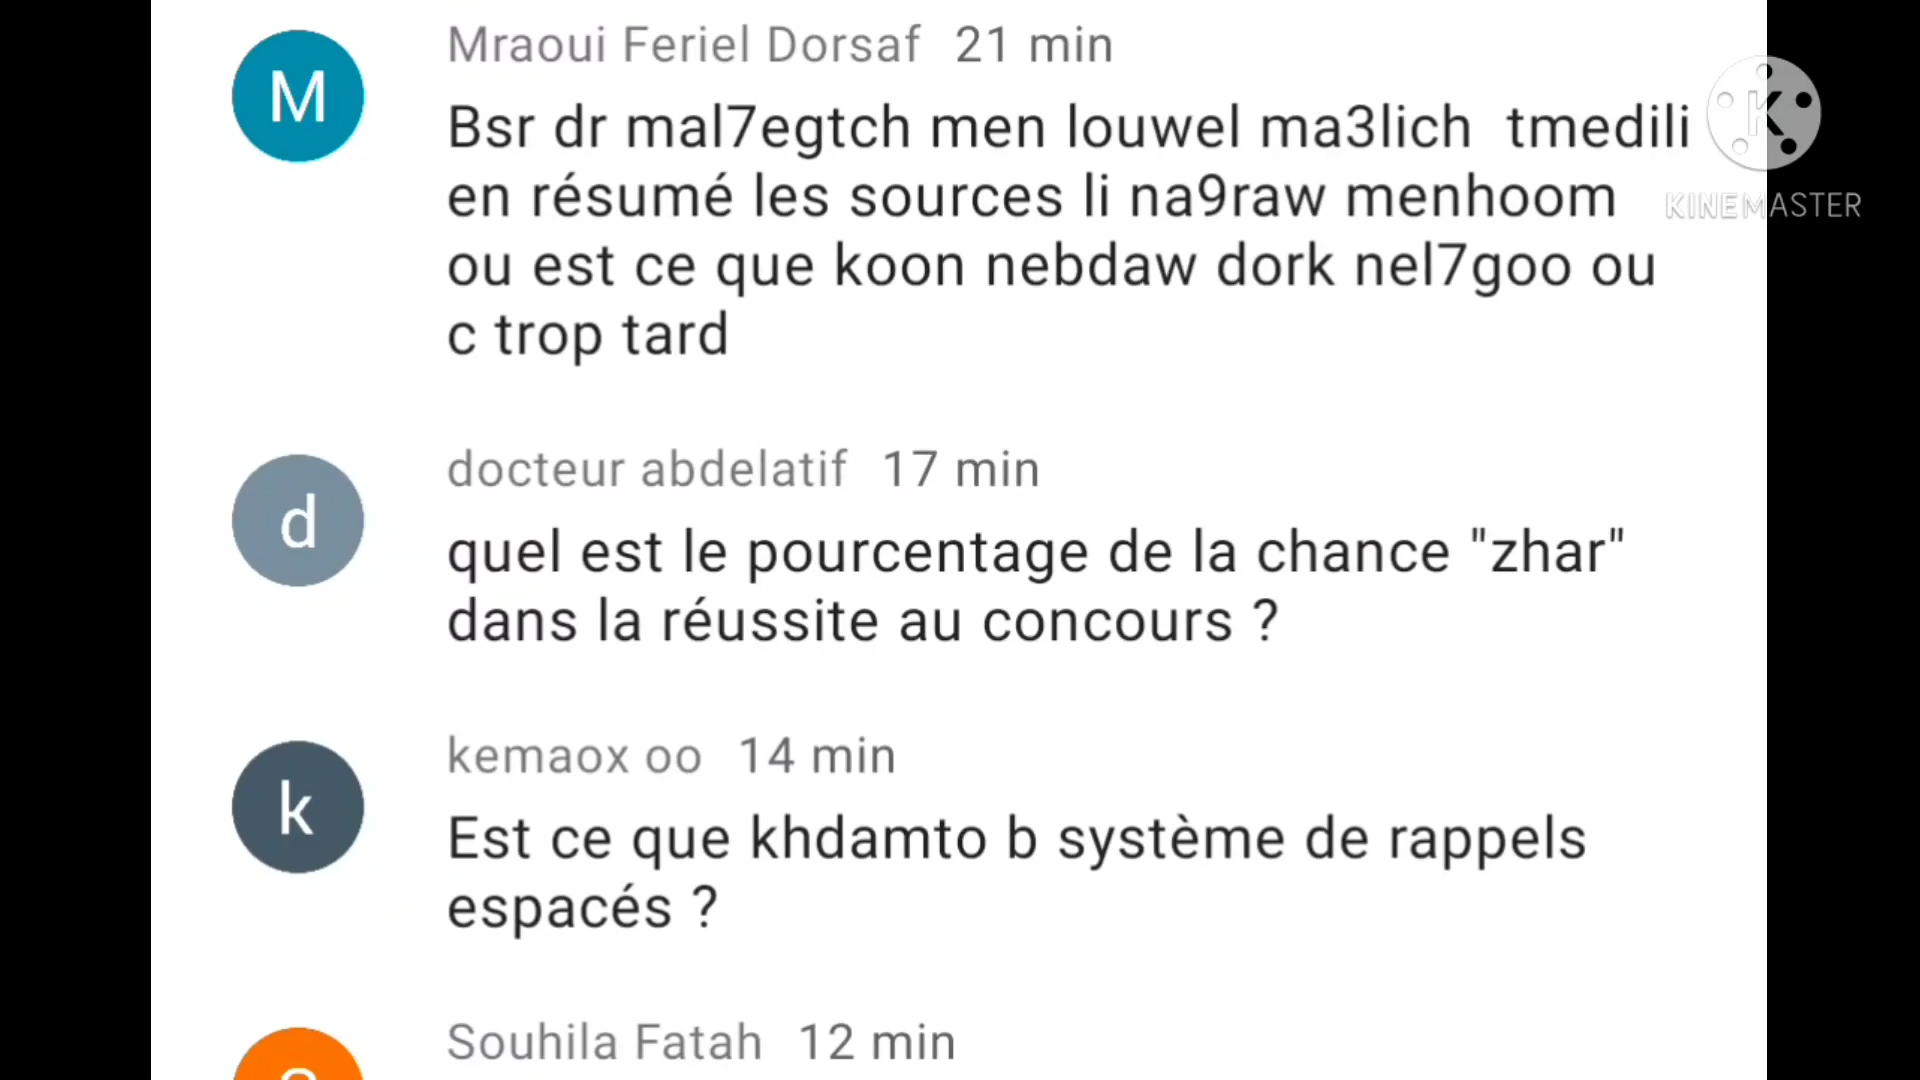 M
Mraoui Feriel Dorsaf 21 min
Bsr dr mal7egtch men louwel ma3lich tmedili
en résumé les sources li na9raw menhoom
ou est ce que koon nebdaw dork nel7goo ou
c trop tard
K
KINEMASTER
d
docteur abdelatif 17 min
quel est le pourcentage de la chance "zhar"
dans la réussite au concours ?
k
kemaox oo 14 min
Est ce que khdamto b système de rappels
espacés ?
Souhila Fatah 12 min